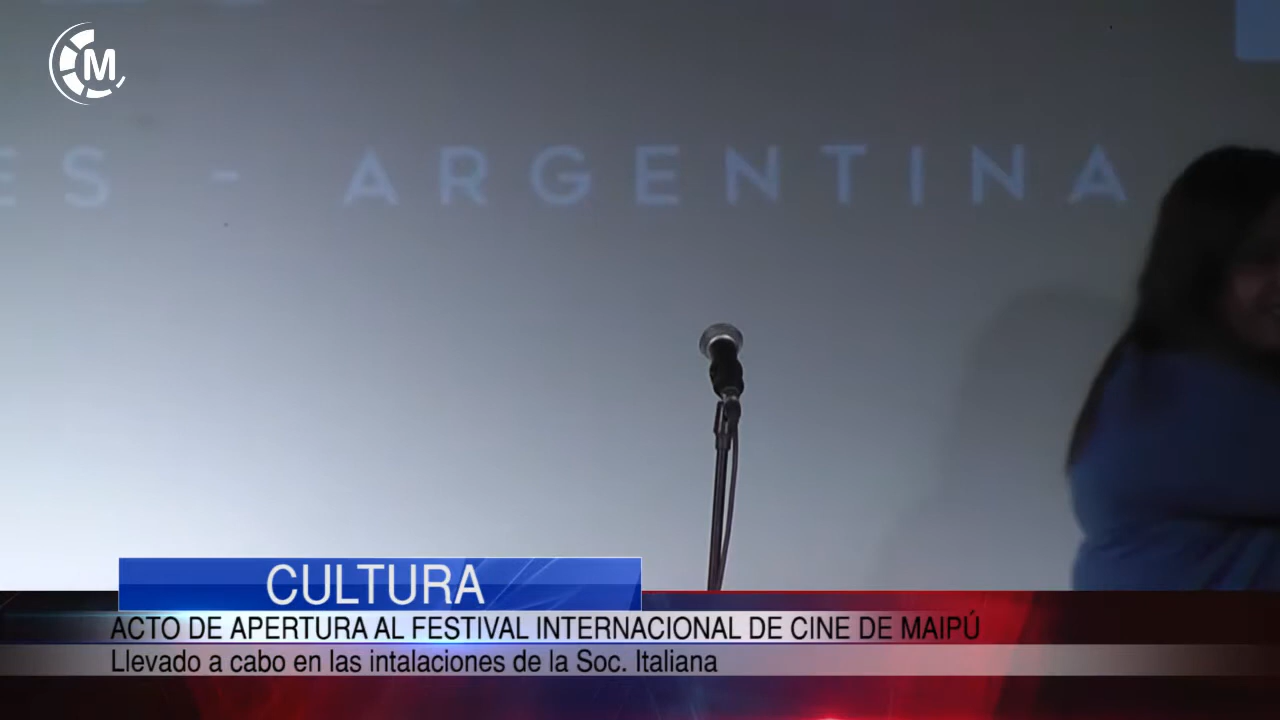 M
ES - ARGENTINA
CULTURA
ACTO DE APERTURA AL FESTIVAL INTERNACIONAL DE CINE DE MAIPÚ
Llevado a cabo en las intalaciones de la Soc. Italiana